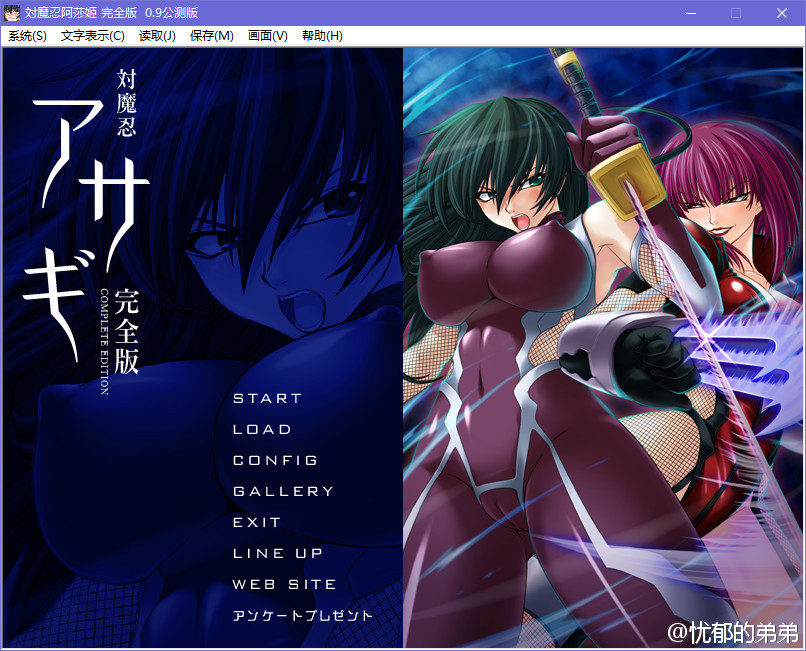 対魔忍阿莎姬 完全版 0.9公测版
系统(S) 文字表示(C) 读取(J) 保存(M) 画面(V) 帮助(H)
対魔忍
アサギ
完全版
COMPLETE EDITION
START
LOAD
CONFIG
GALLERY
EXIT
LINE UP
WEB SITE
アンケートプレゼント
@忧郁的弟弟